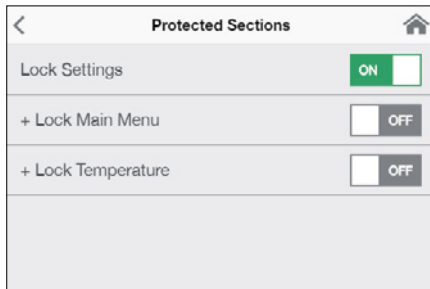 Protected Sections
Lock Settings ON
+ Lock Main Menu OFF
+ Lock Temperature OFF